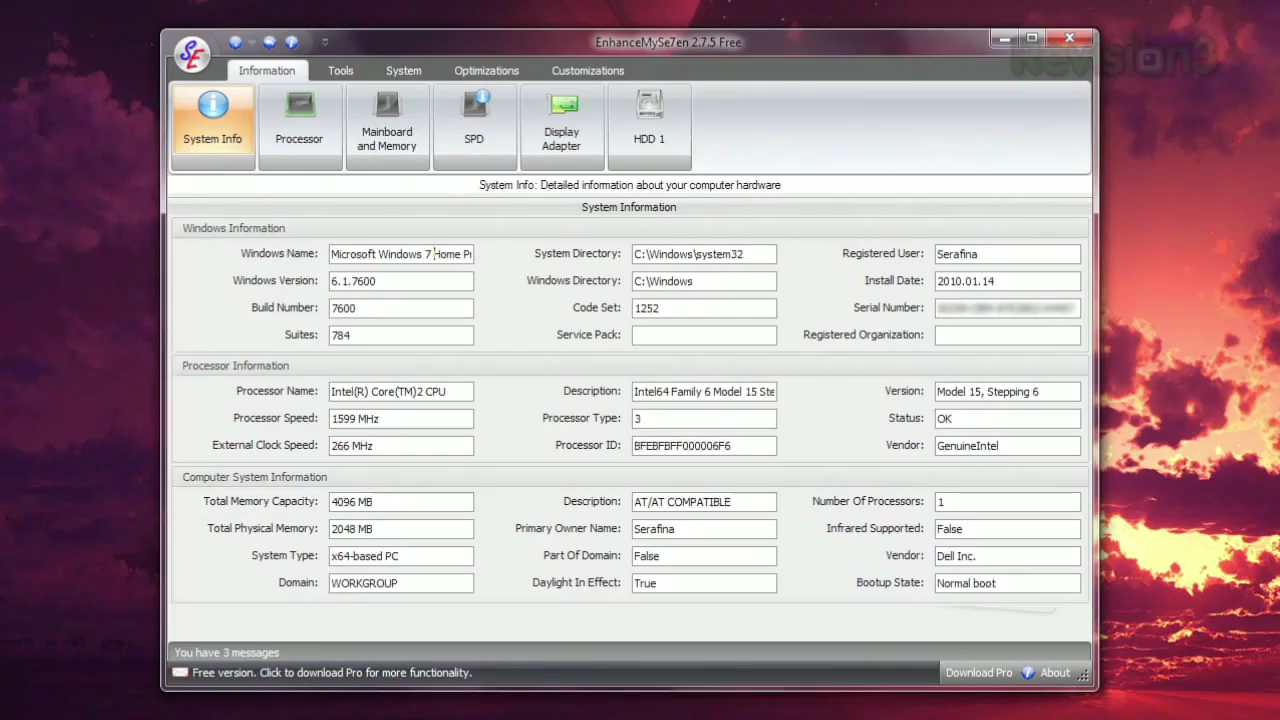 EnhanceMySe7en 2.7.5 Free
Revision3
SE
Information Tools System Optimizations Customizations
System Info Processor Mainboard and Memory SPD Display Adapter HDD 1
System Info: Detailed information about your computer hardware
System Information
Windows Information
Windows Name: Microsoft Windows 7 Home Pr System Directory: C:\Windows\system32 Registered User: Serafina
Windows Version: 6.1.7600 Windows Directory: C:\Windows Install Date: 2010.01.14
Build Number: 7600 Code Set: 1252 Serial Number:
Suites: 784 Service Pack: Registered Organization:
Processor Information
Processor Name: Intel(R) Core(TM)2 CPU Description: Intel64 Family 6 Model 15 Ste Version: Model 15, Stepping 6
Processor Speed: 1599 MHz Processor Type: 3 Status: OK
External Clock Speed: 266 MHz Processor ID: BFEBFBFF000006F6 Vendor: GenuineIntel
Computer System Information
Total Memory Capacity: 4096 MB Description: AT/AT COMPATIBLE Number Of Processors: 1
Total Physical Memory: 2048 MB Primary Owner Name: Serafina Infrared Supported: False
System Type: x64-based PC Part Of Domain: False Vendor: Dell Inc.
Domain: WORKGROUP Daylight In Effect: True Bootup State: Normal boot
You have 3 messages
Free version. Click to download Pro for more functionality. Download Pro About